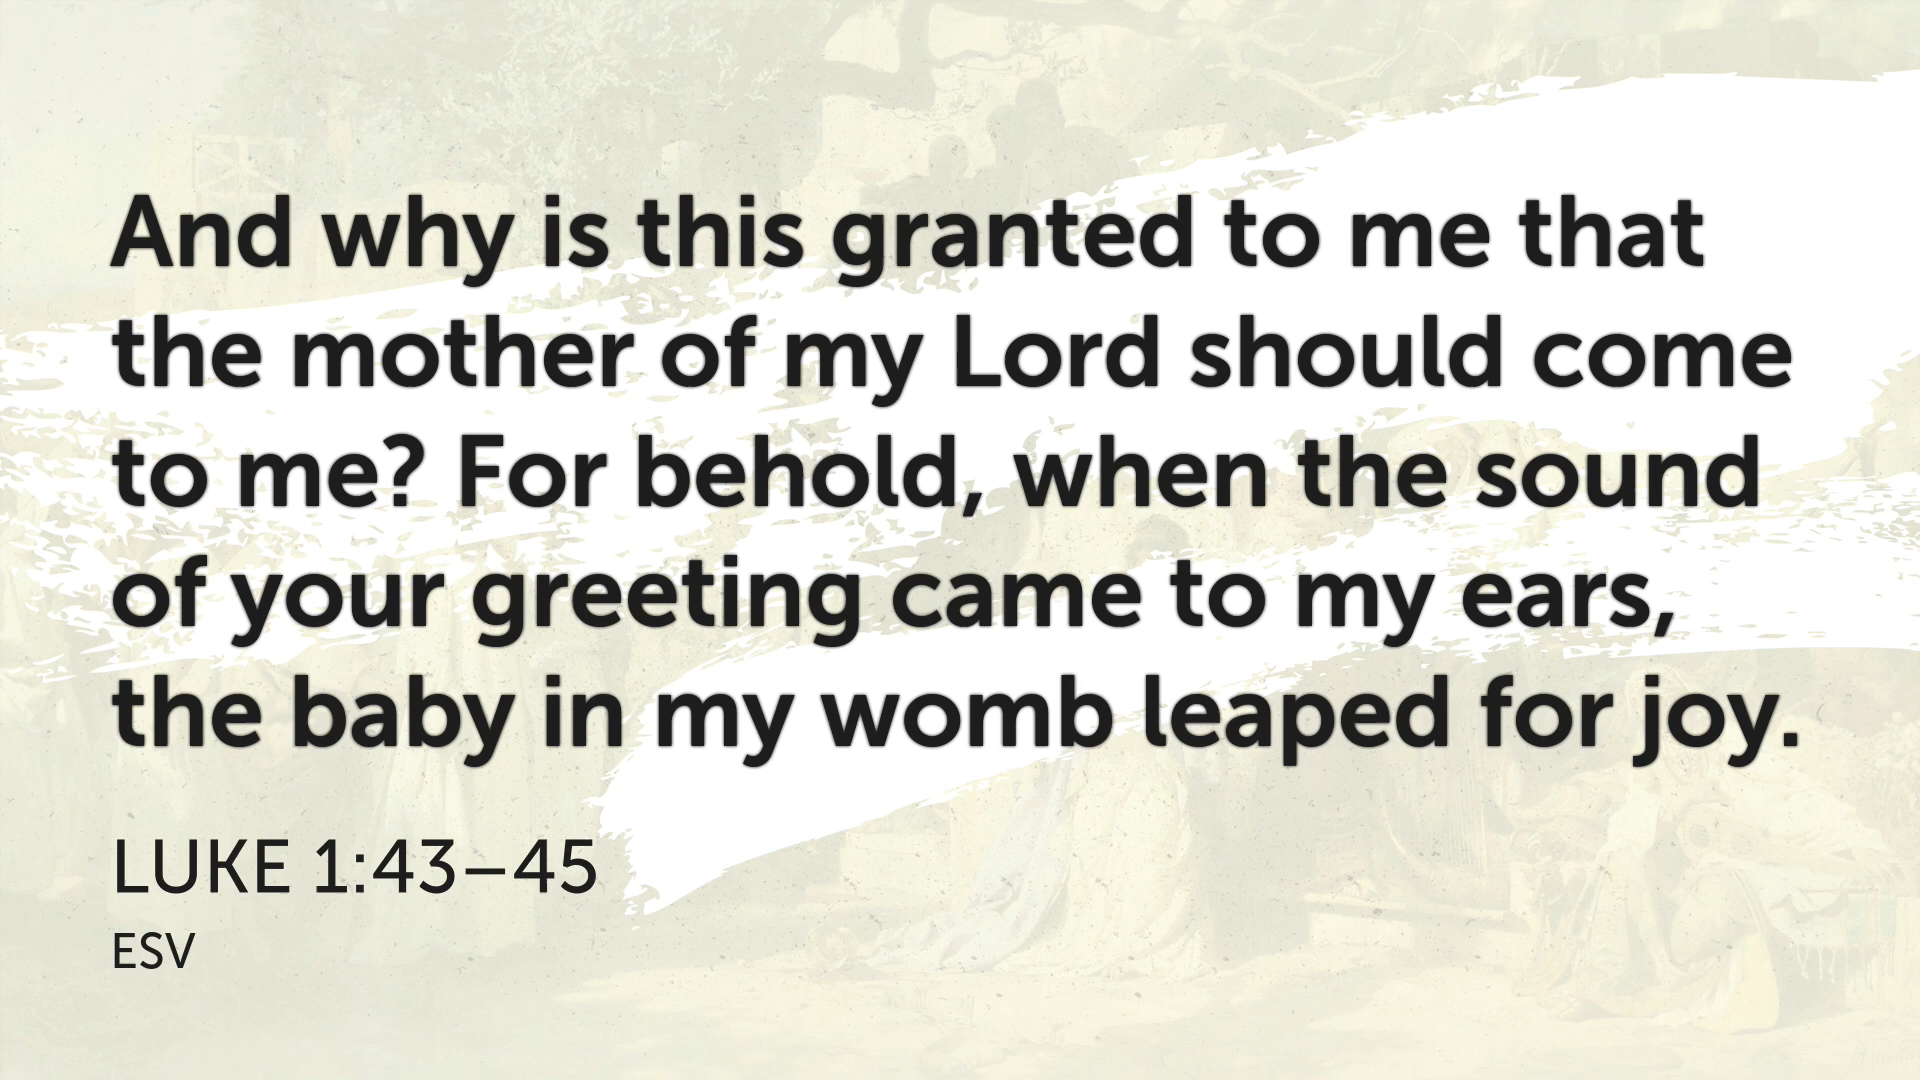 And why is this granted to me that
the mother of my Lord should come
to me? For behold, when the sound
of your greeting came to my ears,
the baby in my womb leaped for joy.
LUKE 1:43–45
ESV